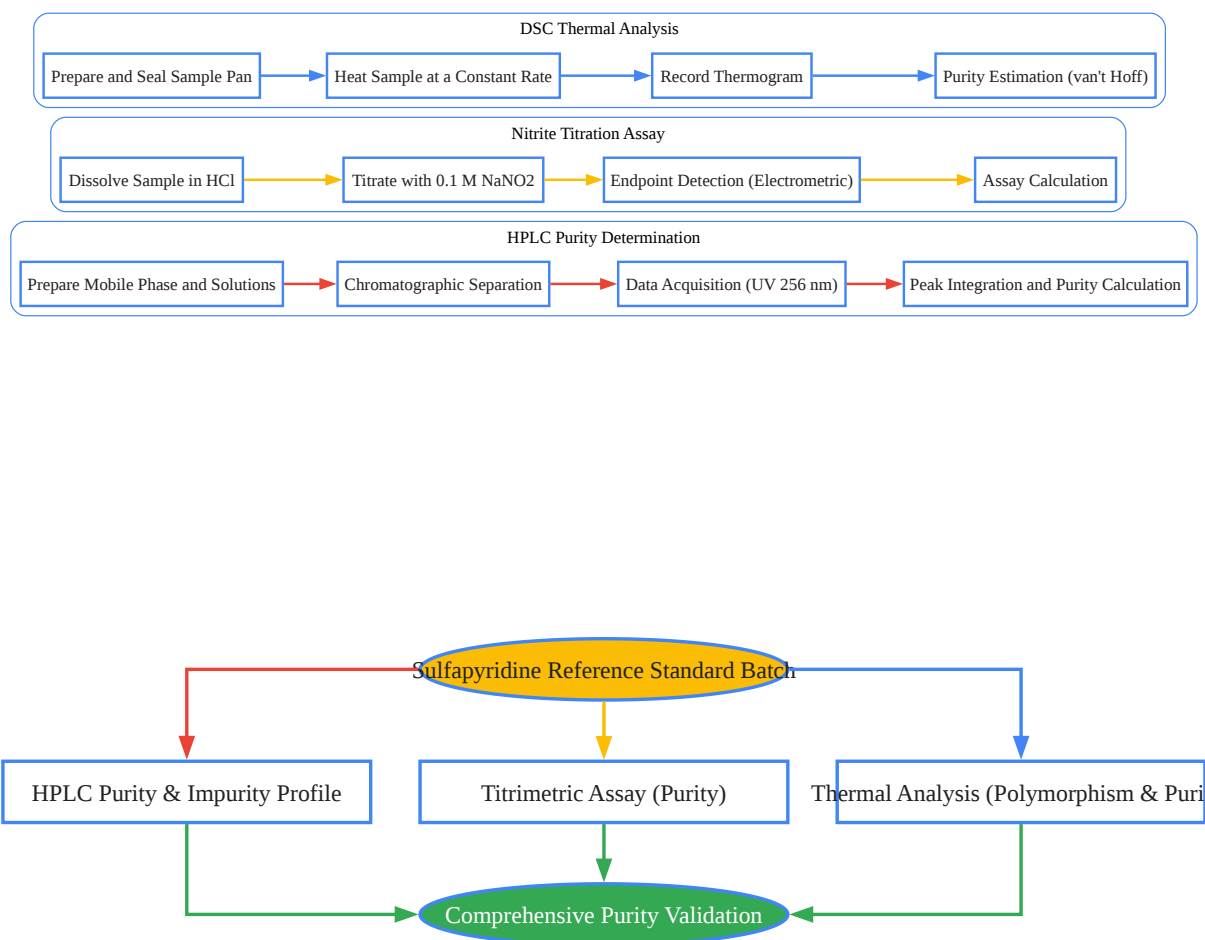 DSC Thermal Analysis
Prepare and Seal Sample Pan
Heat Sample at a Constant Rate
Record Thermogram
Purity Estimation (van't Hoff)
Nitrite Titration Assay
Dissolve Sample in HCl
Titrate with 0.1 M NaNO2
Endpoint Detection (Electrometric)
Assay Calculation
HPLC Purity Determination
Prepare Mobile Phase and Solutions
Chromatographic Separation
Data Acquisition (UV 256 nm)
Peak Integration and Purity Calculation
Sulfapyridine Reference Standard Batch
HPLC Purity & Impurity Profile
Titrimetric Assay (Purity)
Thermal Analysis (Polymorphism & Puri
Comprehensive Purity Validation